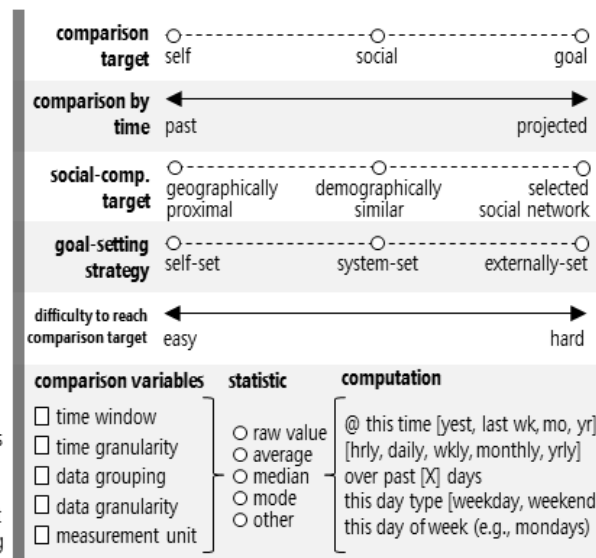 comparison target
self social goal
comparison by time
past projected
social-comp. target
geographically proximal demographically similar selected social network
goal-setting strategy
self-set system-set externally-set
difficulty to reach comparison target
easy hard
comparison variables statistic computation
time window
time granularity
data grouping
data granularity
measurement unit
raw value
average
median
mode
other
@ this time [yest, last wk, mo, yr]
[hrly, daily, wkly, monthly, yrly]
over past [X] days
this day type [weekday, weekend
this day of week (e.g., mondays)